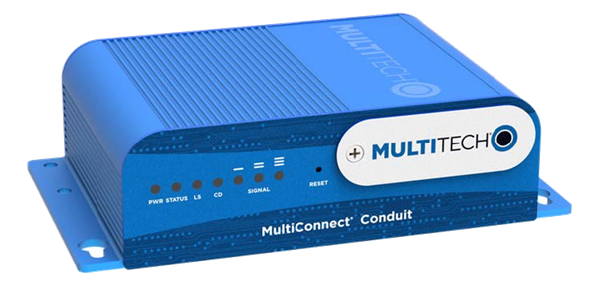 MULTITECH
MULTITECH
PWR STATUS LS CD SIGNAL RESET
MultiConnect® Conduit